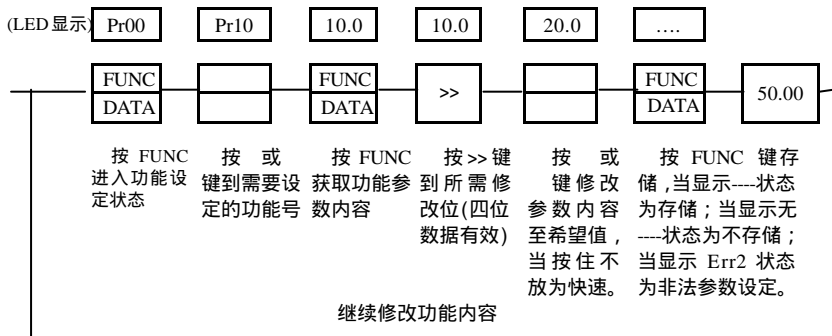 (LED显示) Pr00 Pr10 10.0 10.0 20.0 ….
FUNC
DATA
FUNC
DATA
>>
FUNC
DATA
50.00
按 FUNC
进入功能设
定状态
按 或
键到需要设
定的功能号
按 FUNC
获取功能参
数内容
按>>键
到所需修
改位(四位
数据有效)
按 或
键修改
参数内容
至希望值，
当按住不
放为快速。
按 FUNC 键存
储,当显示----状态
为存储；当显示无
----状态为不存储；
当显示 Err2 状态
为非法参数设定。
继续修改功能内容